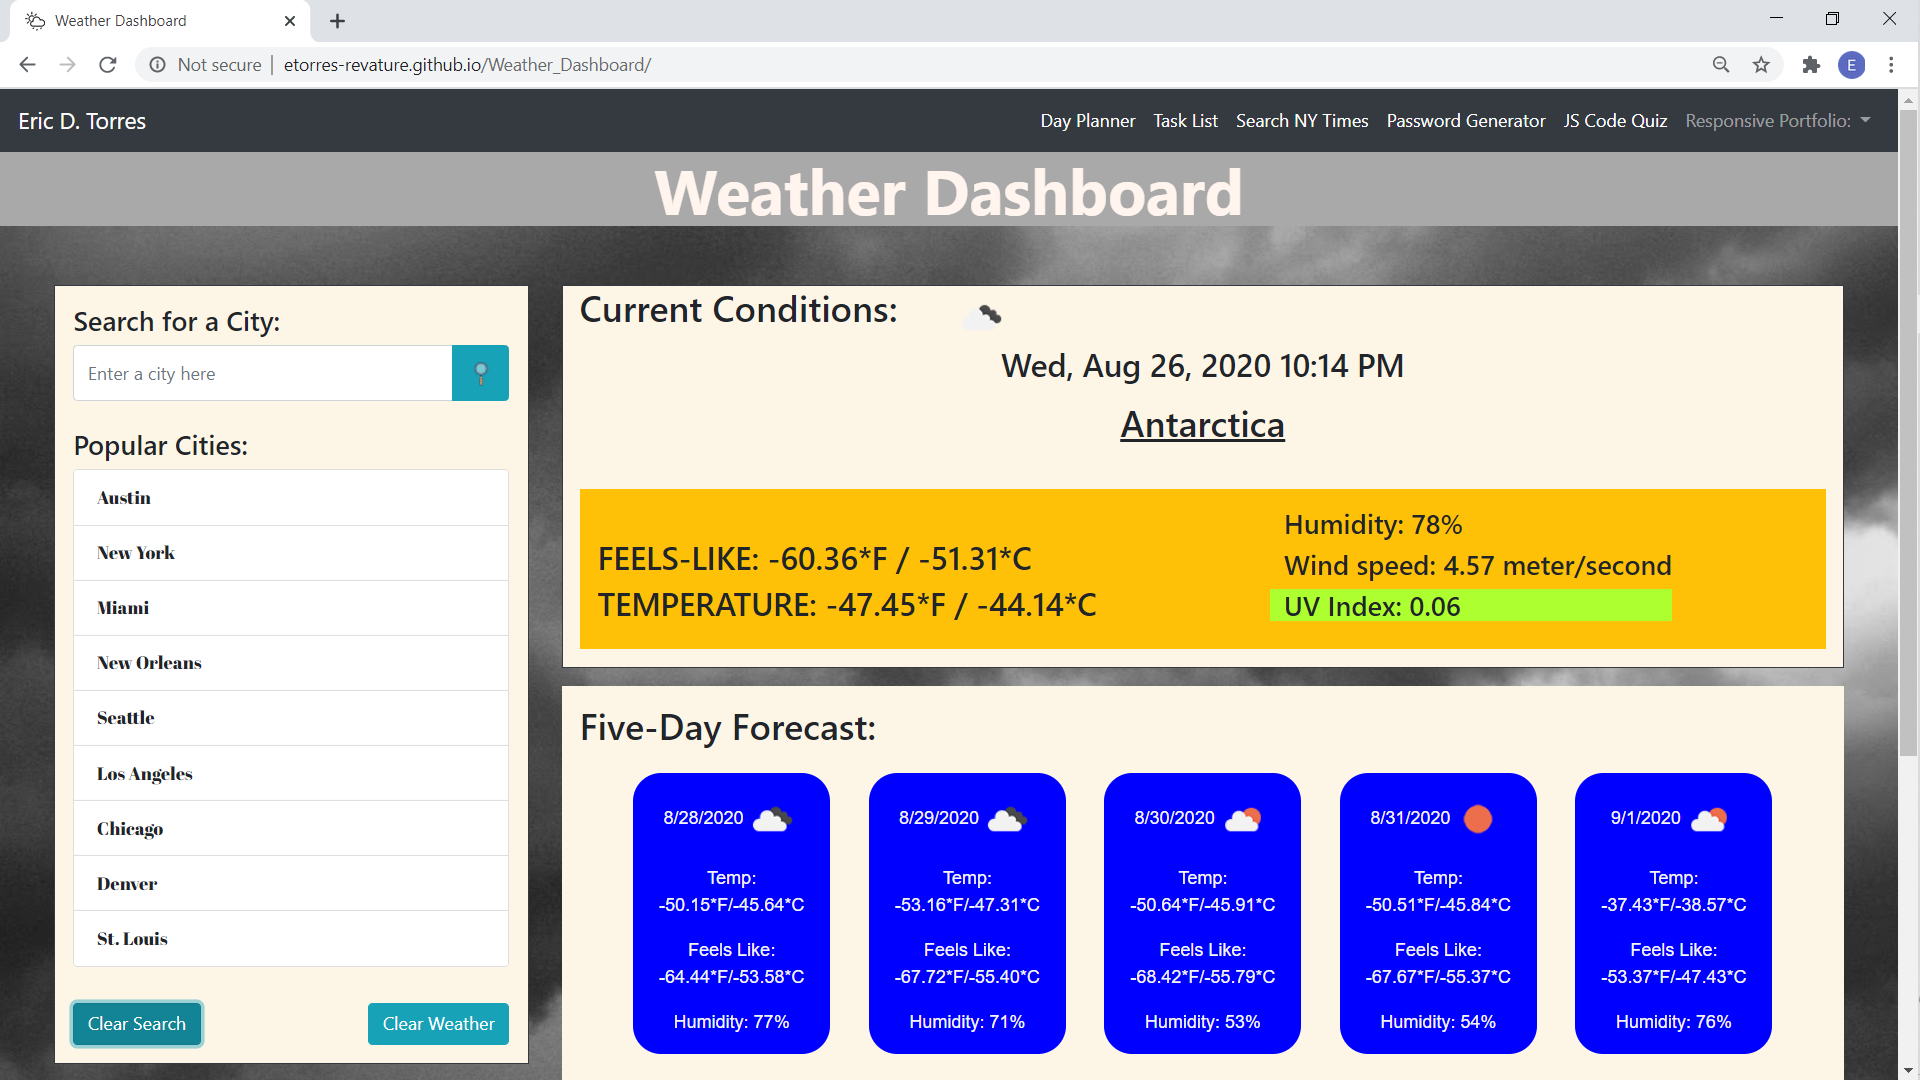 Weather Dashboard
Not secure | etorres-revature.github.io/Weather_Dashboard/
E
Eric D. Torres
Day Planner Task List Search NY Times Password Generator JS Code Quiz Responsive Portfolio:
Weather Dashboard
Search for a City:
Enter a city here
Popular Cities:
Austin
New York
Miami
New Orleans
Seattle
Los Angeles
Chicago
Denver
St. Louis
Clear Search
Clear Weather
Current Conditions:
Wed, Aug 26, 2020 10:14 PM
Antarctica
FEELS-LIKE: -60.36*F / -51.31*C
TEMPERATURE: -47.45*F / -44.14*C
Humidity: 78%
Wind speed: 4.57 meter/second
UV Index: 0.06
Five-Day Forecast:
8/28/2020
Temp:
-50.15*F/-45.64*C
Feels Like:
-64.44*F/-53.58*C
Humidity: 77%
8/29/2020
Temp:
-53.16*F/-47.31*C
Feels Like:
-67.72*F/-55.40*C
Humidity: 71%
8/30/2020
Temp:
-50.64*F/-45.91*C
Feels Like:
-68.42*F/-55.79*C
Humidity: 53%
8/31/2020
Temp:
-50.51*F/-45.84*C
Feels Like:
-67.67*F/-55.37*C
Humidity: 54%
9/1/2020
Temp:
-37.43*F/-38.57*C
Feels Like:
-53.37*F/-47.43*C
Humidity: 76%